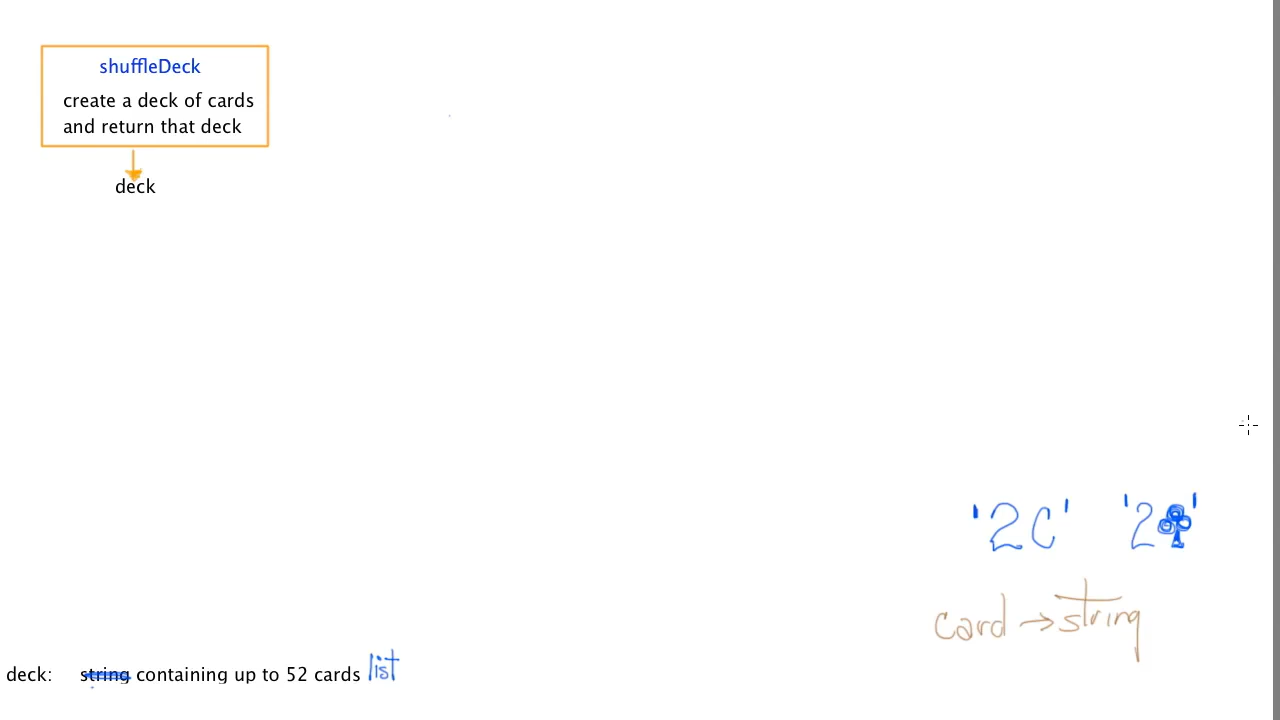 shuffleDeck
create a deck of cards
and return that deck
deck
'2C' '2♣'
card → string
deck: string containing up to 52 cards list